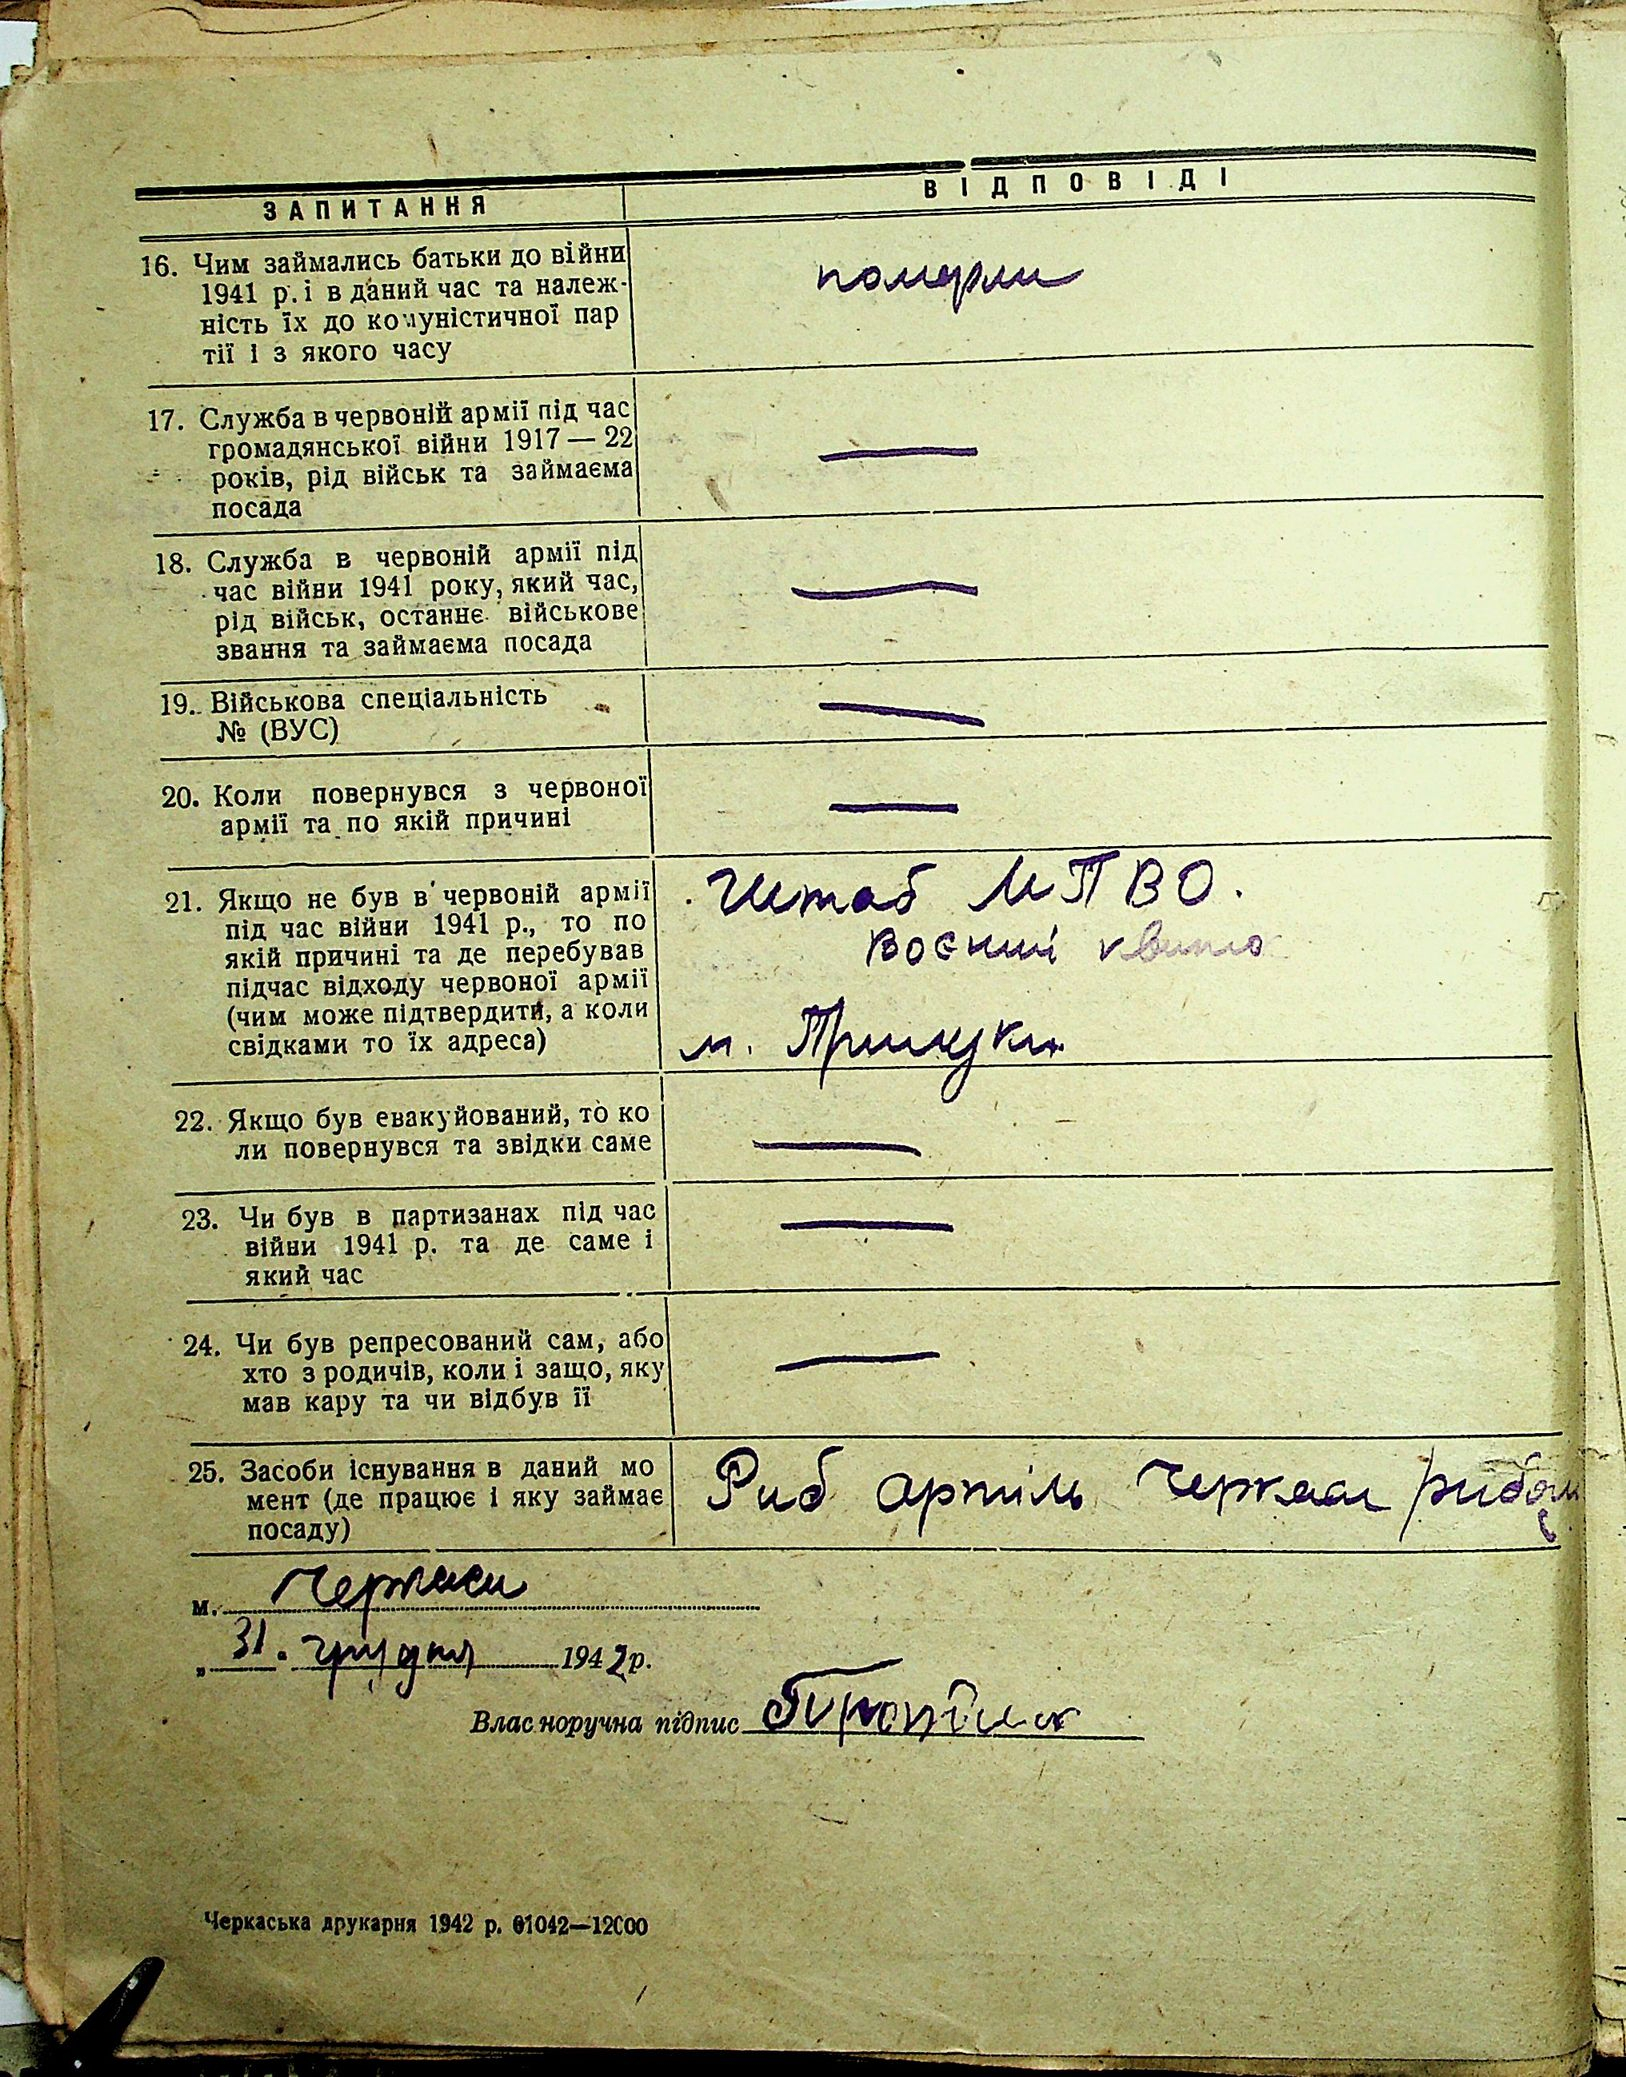 ЗАПИТАННЯ
ВІДПОВІДІ
16. Чим займались батьки до війни
1941 р. і в даний час та належ-
ність їх до комуністичної пар
тії і з якого часу
померли
17. Служба в червоній армії під час
громадянської війни 1917 — 22
років, рід військ та займаєма
посада
—
18. Служба в червоній армії під
час війни 1941 року, який час,
рід військ, останнє військове
звання та займаєма посада
—
19. Військова спеціальність
№ (ВУС)
—
20. Коли повернувся з червоної
армії та по якій причині
—
21. Якщо не був в червоній армії
під час війни 1941 р., то по
якій причині та де перебував
підчас відходу червоної армії
(чим може підтвердити, а коли
свідками то їх адреса)
Штаб МПВО.
воєний квиток
м. Прилуки
22. Якщо був евакуйований, то ко
ли повернувся та звідки саме
—
23. Чи був в партизанах під час
війни 1941 р. та де саме і
який час
—
24. Чи був репресований сам, або
хто з родичів, коли і защо, яку
мав кару та чи відбув її
—
25. Засоби існування в даний мо
мент (де працює і яку займає
посаду)
Риб артіль Черкаси
м. Черкаси
„ 31. грудня 1942 р.
Власноручна підпис
Черкаська друкарня 1942 р. 01042—12000